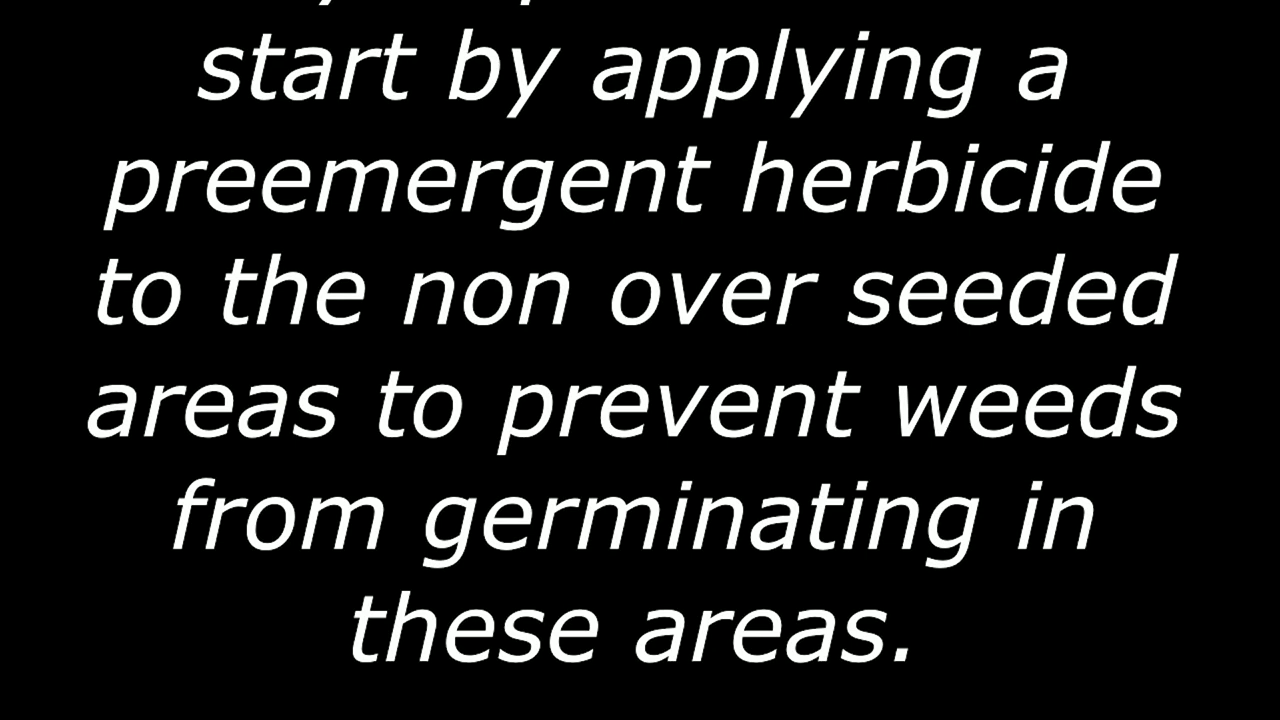 start by applying a
preemergent herbicide
to the non over seeded
areas to prevent weeds
from germinating in
these areas.